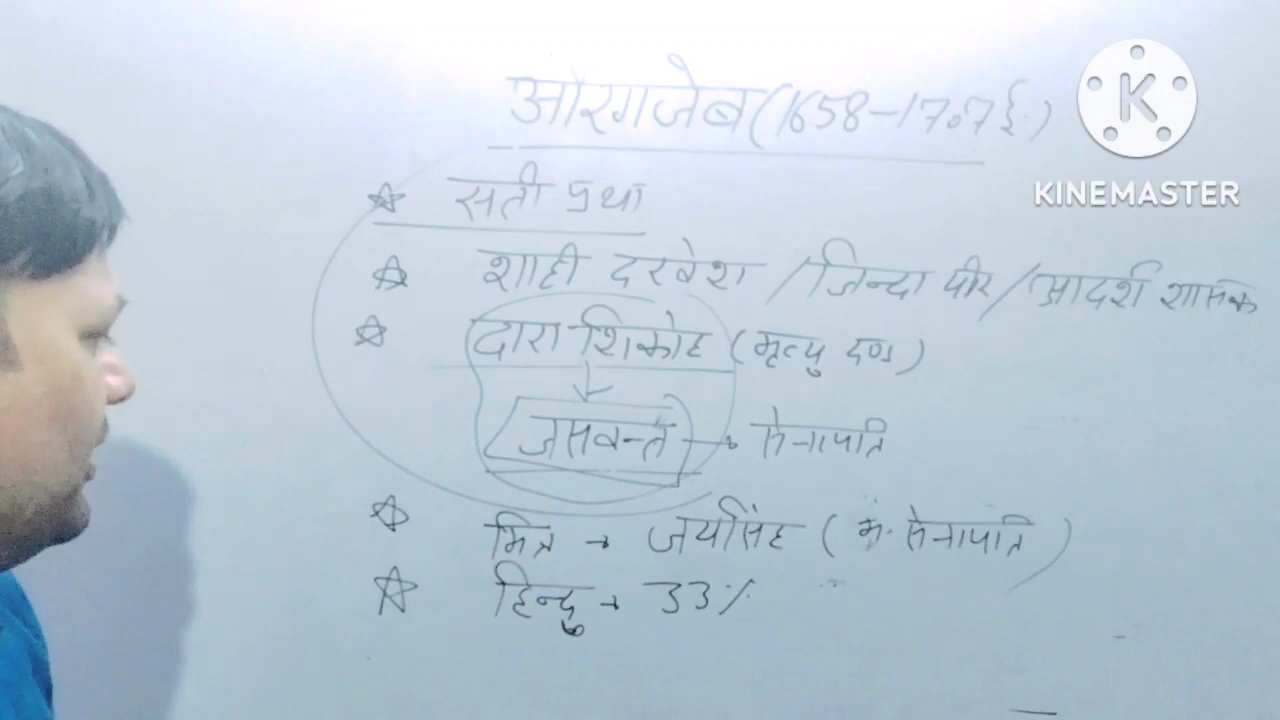 औरंगजेब (1658-1707ई.)
K
KINEMASTER
☆ सती प्रथा
☆ शाही दरवेश / जिन्दा पीर / आदर्श शासक
☆ दारा शिकोह (मृत्यु दण्ड)
↓
जसवन्त → सेनापति
☆ मित्र → जयसिंह (म. सेनापति)
☆ हिन्दु → 33%